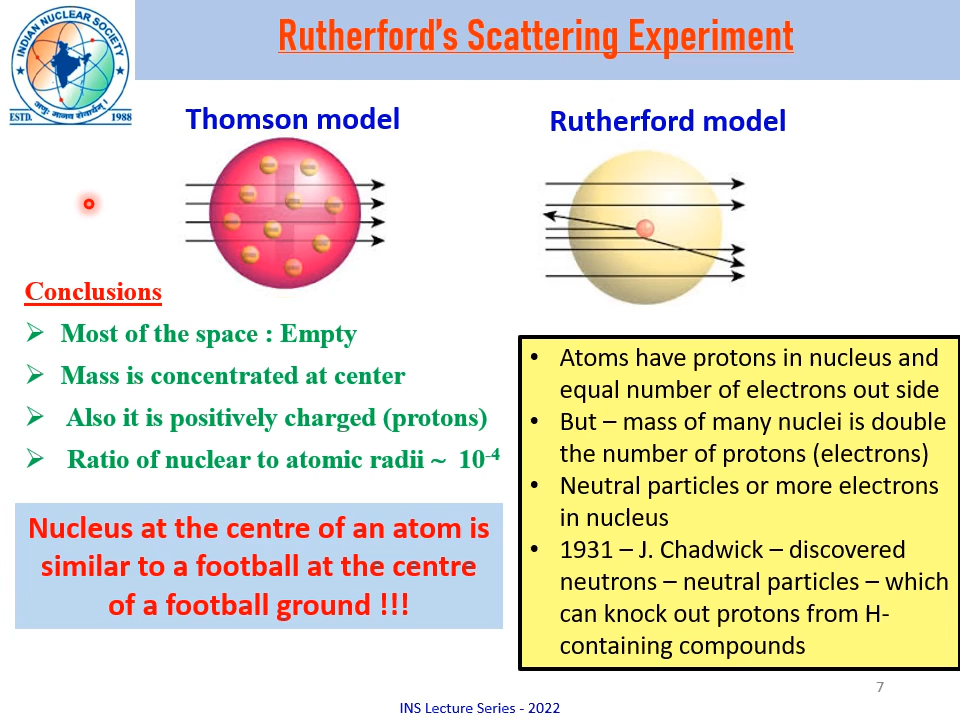 INDIAN NUCLEAR SOCIETY
ESTD.
1988
Rutherford's Scattering Experiment
Thomson model
Rutherford model
Conclusions
➢ Most of the space : Empty
➢ Mass is concentrated at center
➢ Also it is positively charged (protons)
➢ Ratio of nuclear to atomic radii ~ 10⁻⁴
Nucleus at the centre of an atom is
similar to a football at the centre
of a football ground !!!
• Atoms have protons in nucleus and
equal number of electrons out side
• But – mass of many nuclei is double
the number of protons (electrons)
• Neutral particles or more electrons
in nucleus
• 1931 – J. Chadwick – discovered
neutrons – neutral particles – which
can knock out protons from H-
containing compounds
7
INS Lecture Series - 2022